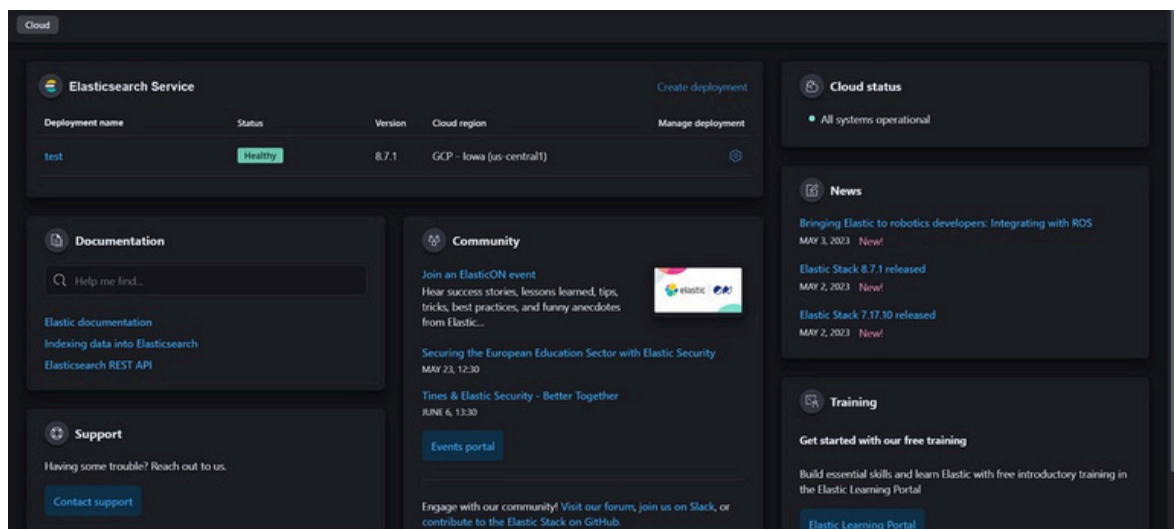 Cloud
Elasticsearch Service
Create deployment
Deployment name Status Version Cloud region Manage deployment
test Healthy 8.7.1 GCP - Iowa (us-central1)
Documentation
Help me find...
Elastic documentation
Indexing data into Elasticsearch
Elasticsearch REST API
Support
Having some trouble? Reach out to us.
Contact support
Community
Join an ElasticON event
Hear success stories, lessons learned, tips,
tricks, best practices, and funny anecdotes
from Elastic...
elastic
Securing the European Education Sector with Elastic Security
MAY 23, 12:30
Tines & Elastic Security - Better Together
JUNE 6, 13:30
Events portal
Engage with our community! Visit our forum, join us on Slack, or
contribute to the Elastic Stack on GitHub.
Cloud status
All systems operational
News
Bringing Elastic to robotics developers: Integrating with ROS
MAY 3, 2023 New!
Elastic Stack 8.7.1 released
MAY 2, 2023 New!
Elastic Stack 7.17.10 released
MAY 2, 2023 New!
Training
Get started with our free training
Build essential skills and learn Elastic with free introductory training in
the Elastic Learning Portal
Elastic Learning Portal